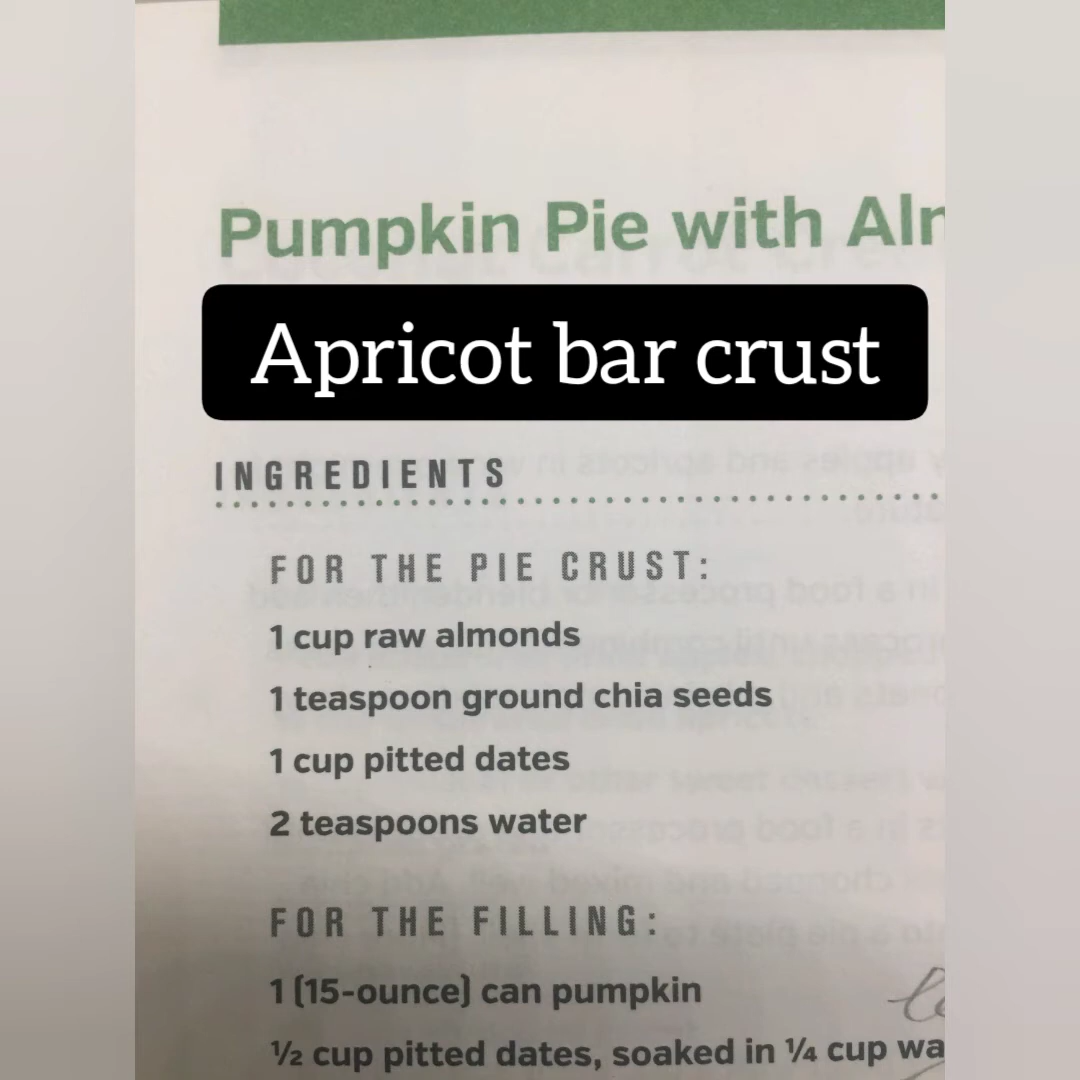 Pumpkin Pie with Alm
Apricot bar crust
INGREDIENTS
FOR THE PIE CRUST:
1 cup raw almonds
1 teaspoon ground chia seeds
1 cup pitted dates
2 teaspoons water
FOR THE FILLING:
1 (15-ounce) can pumpkin
½ cup pitted dates, soaked in ¼ cup wa